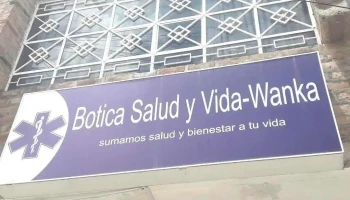 Botica Salud y Vida-Wanka
sumamos salud y bienestar a tu vida